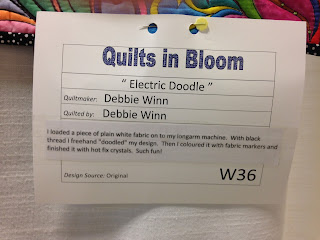 Quilts in Bloom
" Electric Doodle "
Quiltmaker: Debbie Winn
Quilted by: Debbie Winn
I loaded a piece of plain white fabric on to my longarm machine. With black
thread I freehand "doodled" my design. Then I coloured it with fabric markers and
finished it with hot fix crystals. Such fun!
Design Source: Original
W36